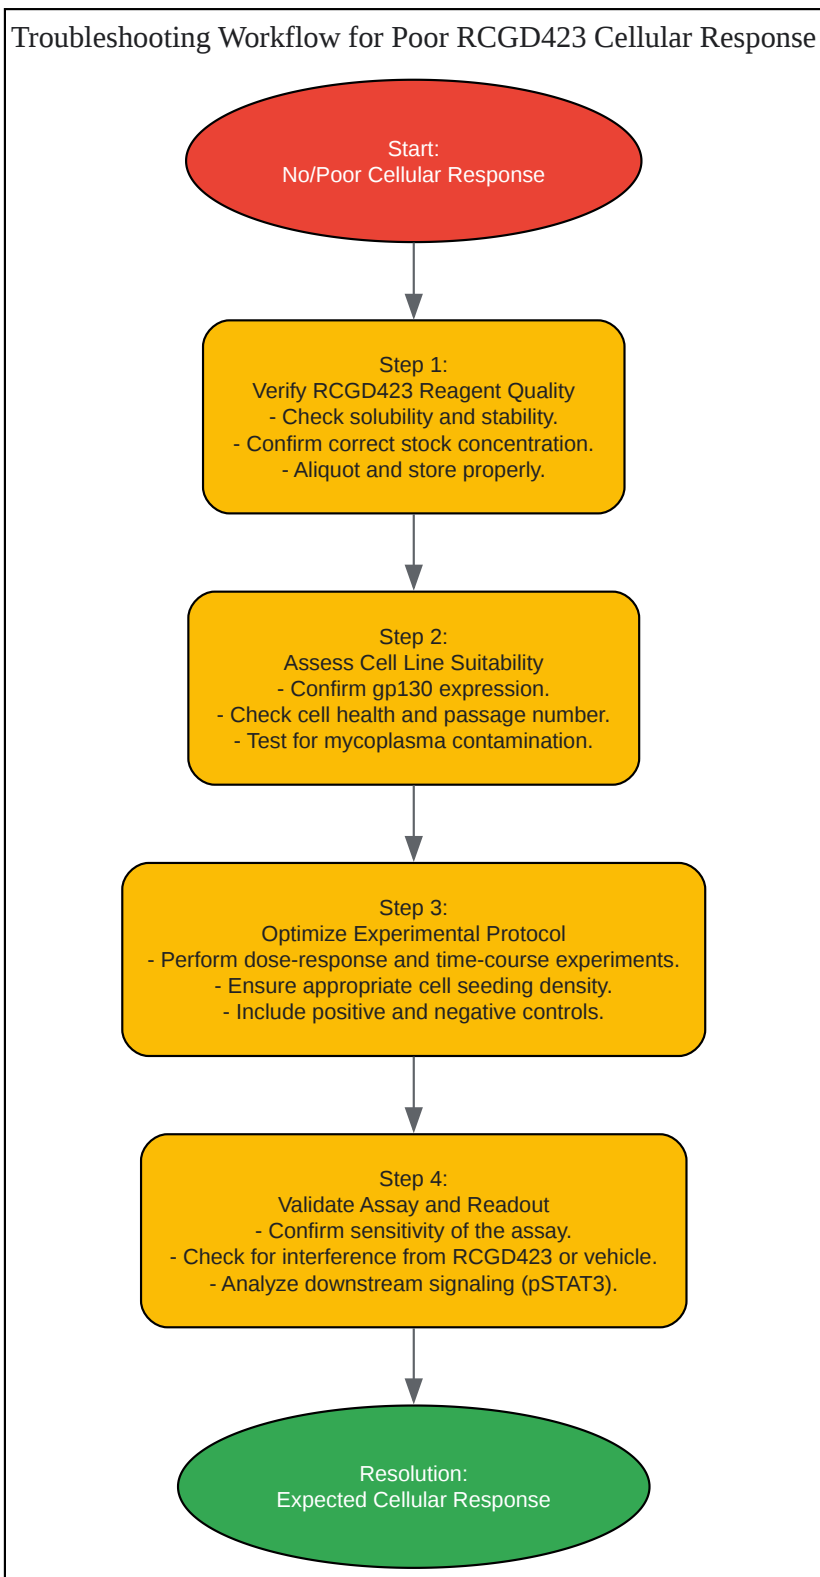 Troubleshooting Workflow for Poor RCGD423 Cellular Response
Start:
No/Poor Cellular Response
Step 1:
Verify RCGD423 Reagent Quality
- Check solubility and stability.
- Confirm correct stock concentration.
- Aliquot and store properly.
Step 2:
Assess Cell Line Suitability
- Confirm gp130 expression.
- Check cell health and passage number.
- Test for mycoplasma contamination.
Step 3:
Optimize Experimental Protocol
- Perform dose-response and time-course experiments.
- Ensure appropriate cell seeding density.
- Include positive and negative controls.
Step 4:
Validate Assay and Readout
- Confirm sensitivity of the assay.
- Check for interference from RCGD423 or vehicle.
- Analyze downstream signaling (pSTAT3).
Resolution:
Expected Cellular Response